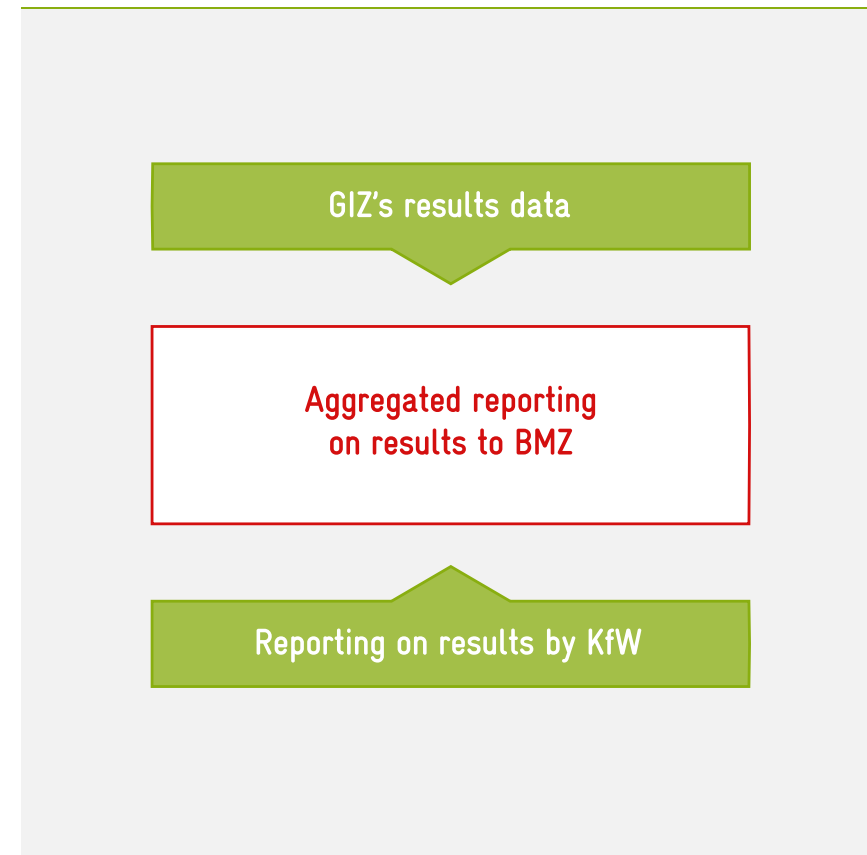 GIZ’s results data
Aggregated reporting
on results to BMZ
Reporting on results by KfW